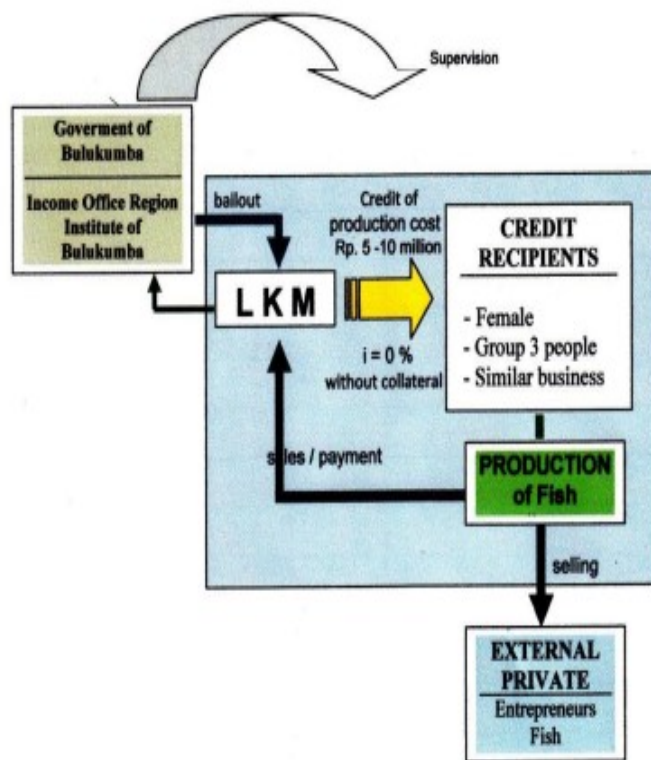 Supervision
Goverment of
Bulukumba
Income Office Region
Institute of
Bulukumba
bailout
Credit of
production cost
Rp. 5 -10 million
L K M
i = 0 %
without collateral
CREDIT
RECIPIENTS
- Female
- Group 3 people
- Similar business
sales / payment
PRODUCTION
of Fish
selling
EXTERNAL
PRIVATE
Entrepreneurs
Fish